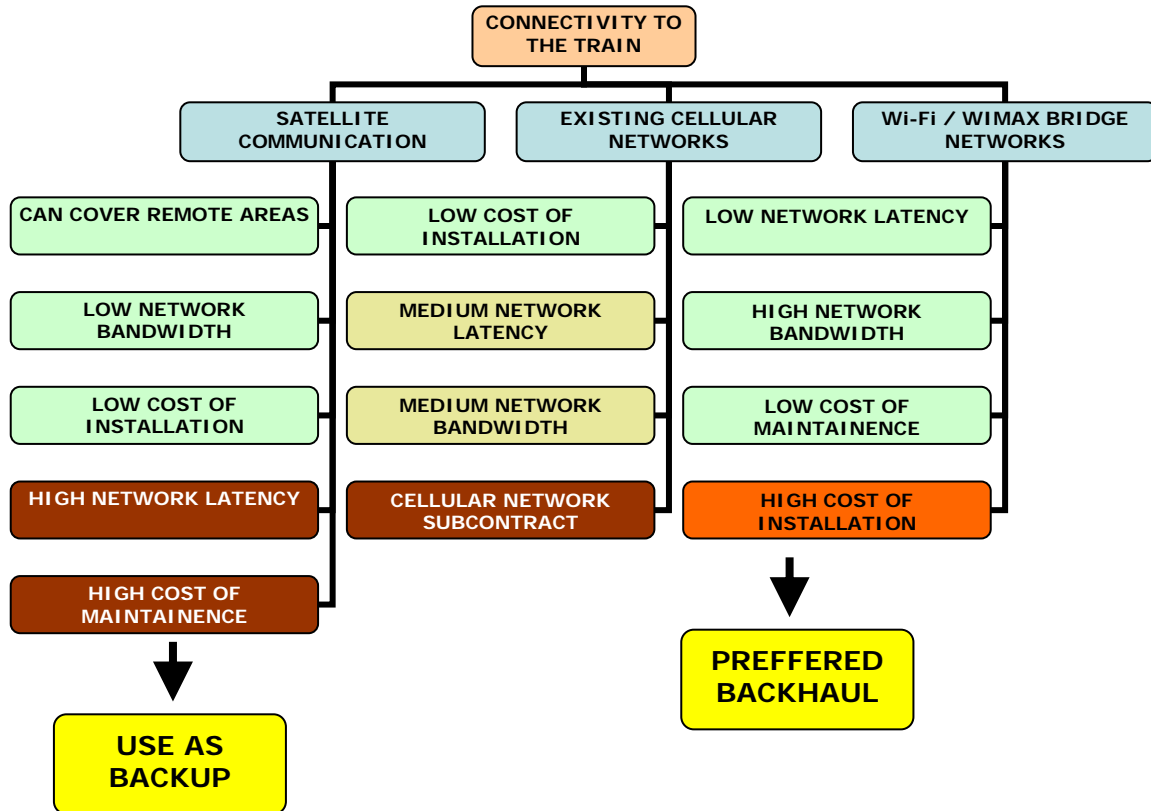 CONNECTIVITY TO
THE TRAIN
SATELLITE
COMMUNICATION
EXISTING CELLULAR
NETWORKS
Wi-Fi / WIMAX BRIDGE
NETWORKS
CAN COVER REMOTE AREAS
LOW NETWORK
BANDWIDTH
LOW COST OF
INSTALLATION
HIGH NETWORK LATENCY
HIGH COST OF
MAINTAINENCE
USE AS
BACKUP
LOW COST OF
INSTALLATION
MEDIUM NETWORK
LATENCY
MEDIUM NETWORK
BANDWIDTH
CELLULAR NETWORK
SUBCONTRACT
LOW NETWORK LATENCY
HIGH NETWORK
BANDWIDTH
LOW COST OF
MAINTAINENCE
HIGH COST OF
INSTALLATION
PREFFERED
BACKHAUL